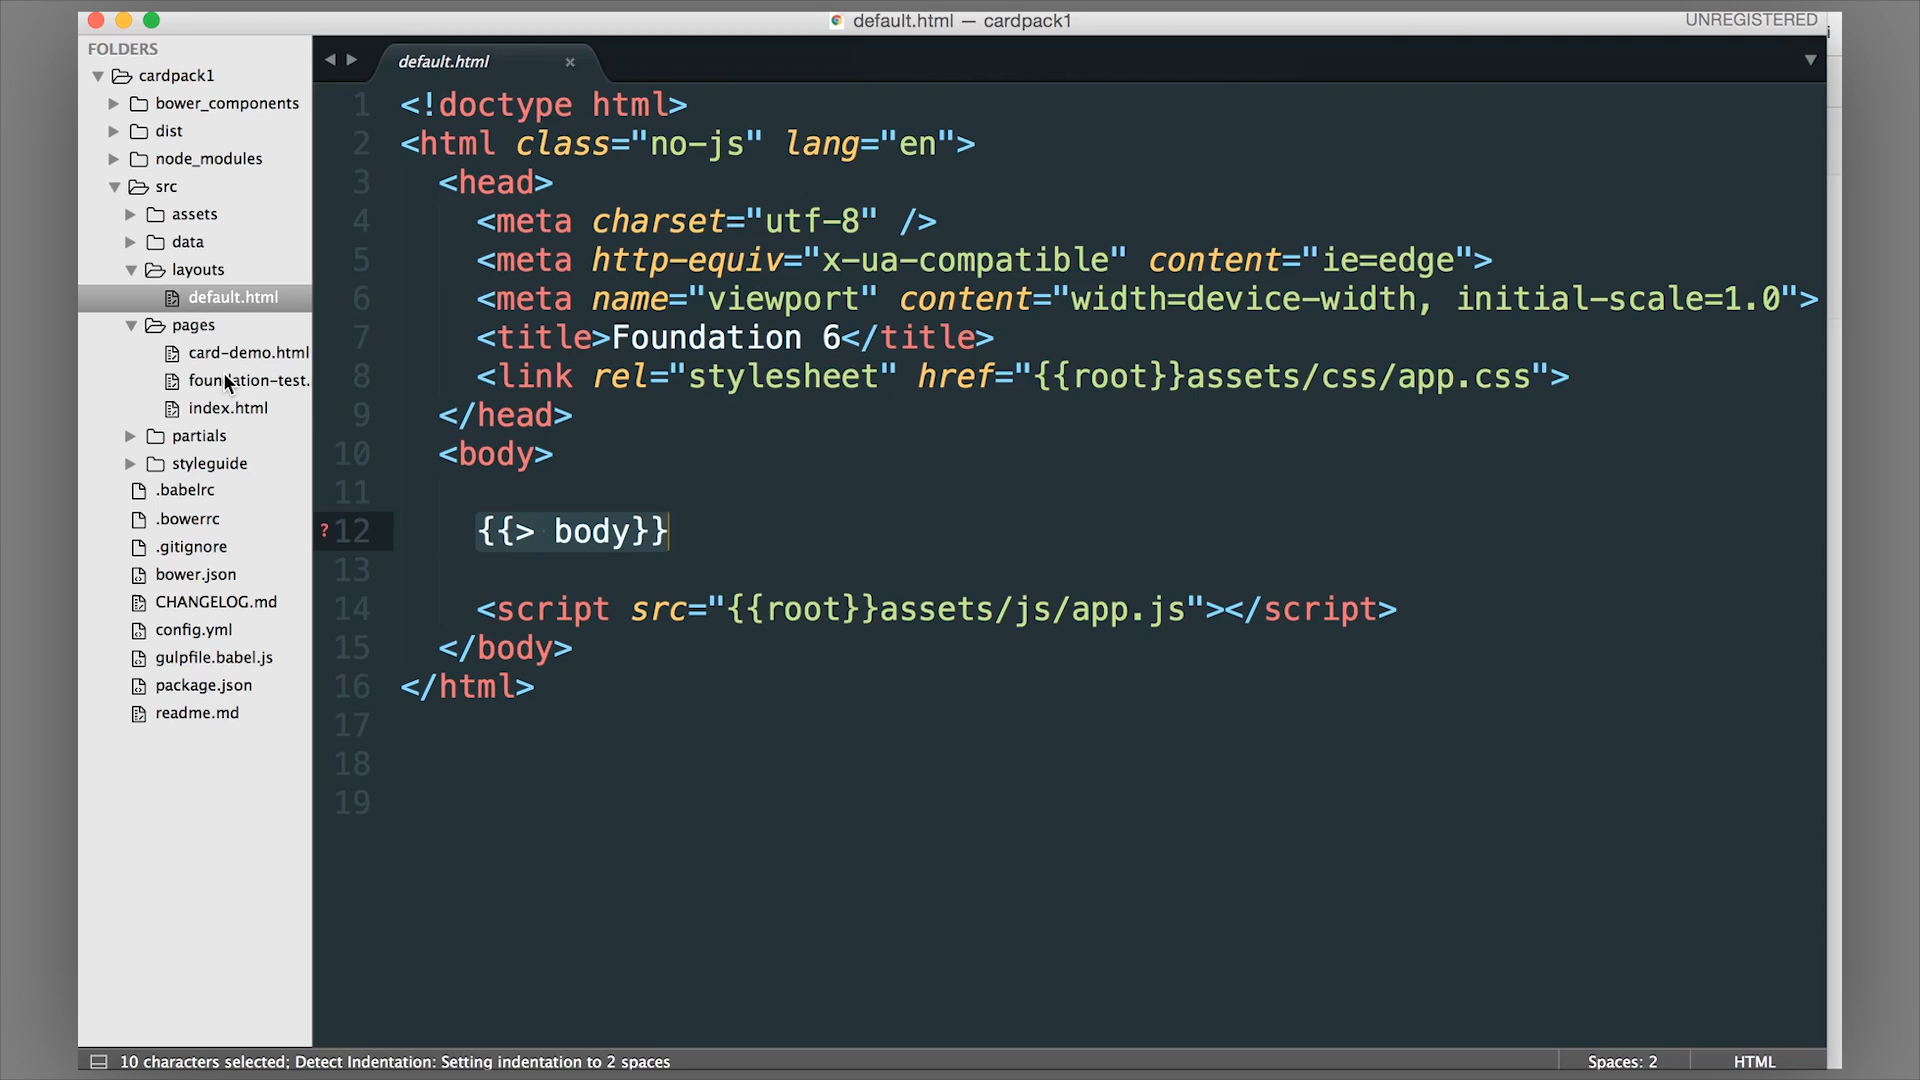 default.html — cardpack1
UNREGISTERED
FOLDERS
cardpack1
bower_components
dist
node_modules
src
assets
data
layouts
default.html
pages
card-demo.html
foundation-test.
index.html
partials
styleguide
.babelrc
.bowerrc
.gitignore
bower.json
CHANGELOG.md
config.yml
gulpfile.babel.js
package.json
readme.md
default.html
1 <!doctype html>
2 <html class="no-js" lang="en">
3 <head>
4 <meta charset="utf-8" />
5 <meta http-equiv="x-ua-compatible" content="ie=edge">
6 <meta name="viewport" content="width=device-width, initial-scale=1.0">
7 <title>Foundation 6</title>
8 <link rel="stylesheet" href="{{root}}assets/css/app.css">
9 </head>
10 <body>
11
?12 {{> body}}
13
14 <script src="{{root}}assets/js/app.js"></script>
15 </body>
16 </html>
17
18
19
10 characters selected; Detect Indentation: Setting indentation to 2 spaces
Spaces: 2
HTML